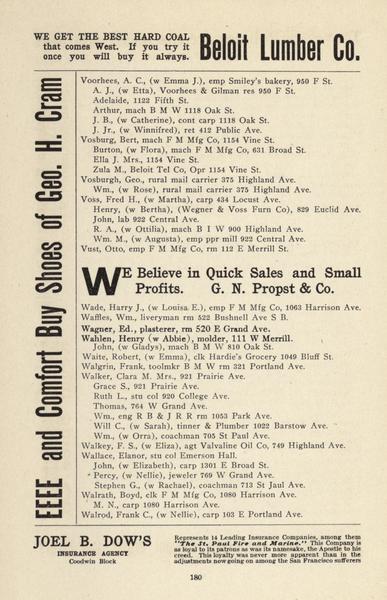 WE GET THE BEST HARD COAL
that comes West. If you try it
once you will buy it always.
Beloit Lumber Co.
EEEE and Comfort Buy Shoes of Geo. H. Cram
Voorhees, A. C., (w Emma J.), emp Smiley's bakery, 950 F St.
A. J., (w Etta), Voorhees & Gilman res 950 F St.
Adelaide, 1122 Fifth St.
Arthur, mach B M W 1118 Oak St.
J. B., (w Catherine), cont carp 1118 Oak St.
J. Jr., (w Winnifred), ret 412 Public Ave.
Vosburg, Bert, mach F M Mfg Co, 1154 Vine St.
Burton, (w Flora), mach F M Mfg Co, 631 Broad St.
Ella J. Mrs., 1154 Vine St.
Zula M., Beloit Tel Co, Opr 1154 Vine St.
Vosburgh, Geo., rural mail carrier 375 Highland Ave.
Wm., (w Rose), rural mail carrier 375 Highland Ave.
Voss, Fred H., (w Martha), carp 434 Locust Ave.
Henry, (w Bertha), (Wegner & Voss Furn Co), 829 Euclid Ave.
John, lab 922 Central Ave.
R. A., (w Ottilia), mach B I W 900 Highland Ave.
Wm. M., (w Augusta), emp ppr mill 922 Central Ave.
Vust, Otto, emp F M Mfg Co, rm 112 E Merrill St.
WE Believe in Quick Sales and Small
Profits. G. N. Propst & Co.
Wade, Harry J., (w Louisa E.), emp F M Mfg Co, 1063 Harrison Ave.
Waffles, Wm., liveryman rm 522 Bushnell Ave S B.
Wagner, Ed., plasterer, rm 520 E Grand Ave.
Wahlen, Henry (w Abbie), molder, 111 W Merrill.
John, (w Gladys), mach B M W 810 Oak St.
Waite, Robert, (w Emma), clk Hardie's Grocery 1049 Bluff St.
Walgrin, Frank, toolmkr B M W rm 321 Portland Ave.
Walker, Clara M. Mrs., 921 Prairie Ave.
Grace S., 921 Prairie Ave.
Ruth L., stu col 920 College Ave.
Thomas, 764 W Grand Ave.
Wm., eng R B & J R R rm 1053 Park Ave.
Will C., (w Sarah), tinner & Plumber 1022 Barstow Ave.
Wm., (w Orra), coachman 705 St Paul Ave.
Walkey, F. S., (w Eliza), agt Valvaline Oil Co, 749 Highland Ave.
Wallace, Elanor, stu col Emerson Hall.
John, (w Elizabeth), carp 1301 E Broad St.
Percy, (w Nellie), jeweler 769 W Grand Ave.
Stephen G., (w Rachael), coachman 713 St Jaul Ave.
Walrath, Boyd, clk F M Mfg Co, 1080 Harrison Ave.
M. N., carp 1080 Harrison Ave.
Walrod, Frank C., (w Nellie), carp 103 E Portland Ave.
JOEL B. DOW'S
INSURANCE AGENCY
Goodwin Block
Represents 14 Leading Insurance Companies, among them
"The St. Paul Fire and Marine." This Company is
as loyal to its patrons as was its namesake, the Apostle to his
creed. This loyalty was never more apparent than in the
adjustments now going on among the San Francisco sufferers
180